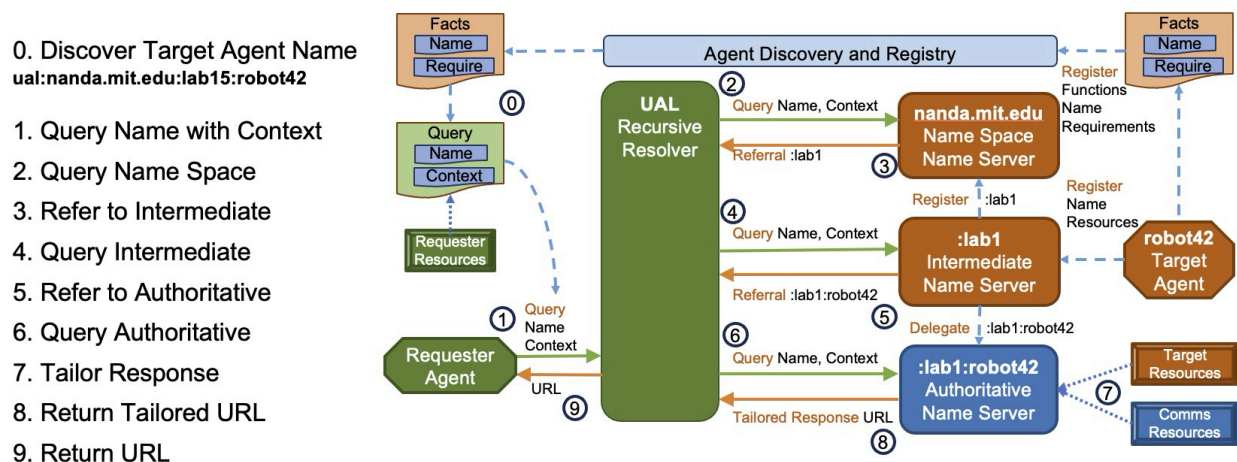 0. Discover Target Agent Name
ual:nanda.mit.edu:lab15:robot42
1. Query Name with Context
2. Query Name Space
3. Refer to Intermediate
4. Query Intermediate
5. Refer to Authoritative
6. Query Authoritative
7. Tailor Response
8. Return Tailored URL
9. Return URL
Facts
Name
Require
Agent Discovery and Registry
Facts
Name
Require
0
Query
Name
Context
Requester
Resources
1
Query
Name
Context
Requester
Agent
URL
9
UAL
Recursive
Resolver
2
Query Name, Context
Referral :lab1
3
nanda.mit.edu
Name Space
Name Server
Register
Functions
Name
Requirements
Register :lab1
4
Query Name, Context
Referral :lab1:robot42
5
:lab1
Intermediate
Name Server
Register
Name
Resources
robot42
Target
Agent
Delegate :lab1:robot42
6
Query Name, Context
Tailored Response URL
8
:lab1:robot42
Authoritative
Name Server
7
Target
Resources
Comms
Resources